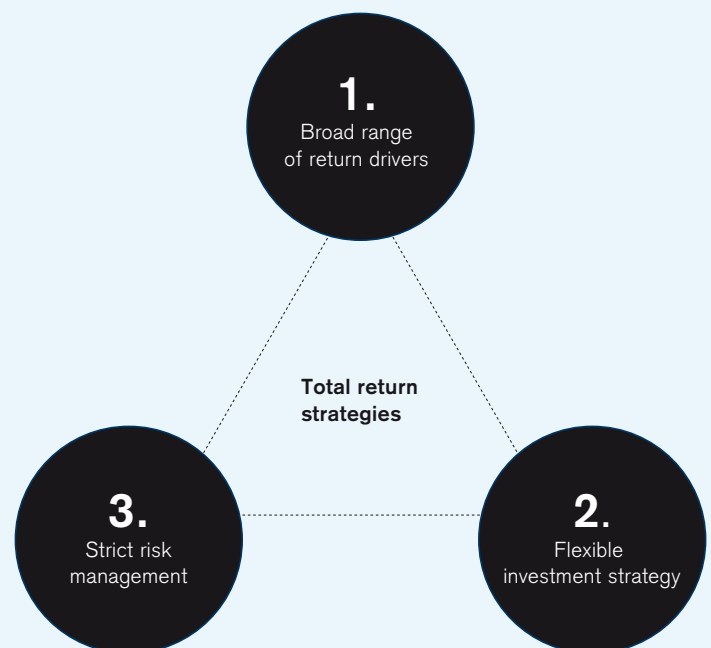 1.
Broad range
of return drivers
Total return
strategies
3.
Strict risk
management
2.
Flexible
investment strategy